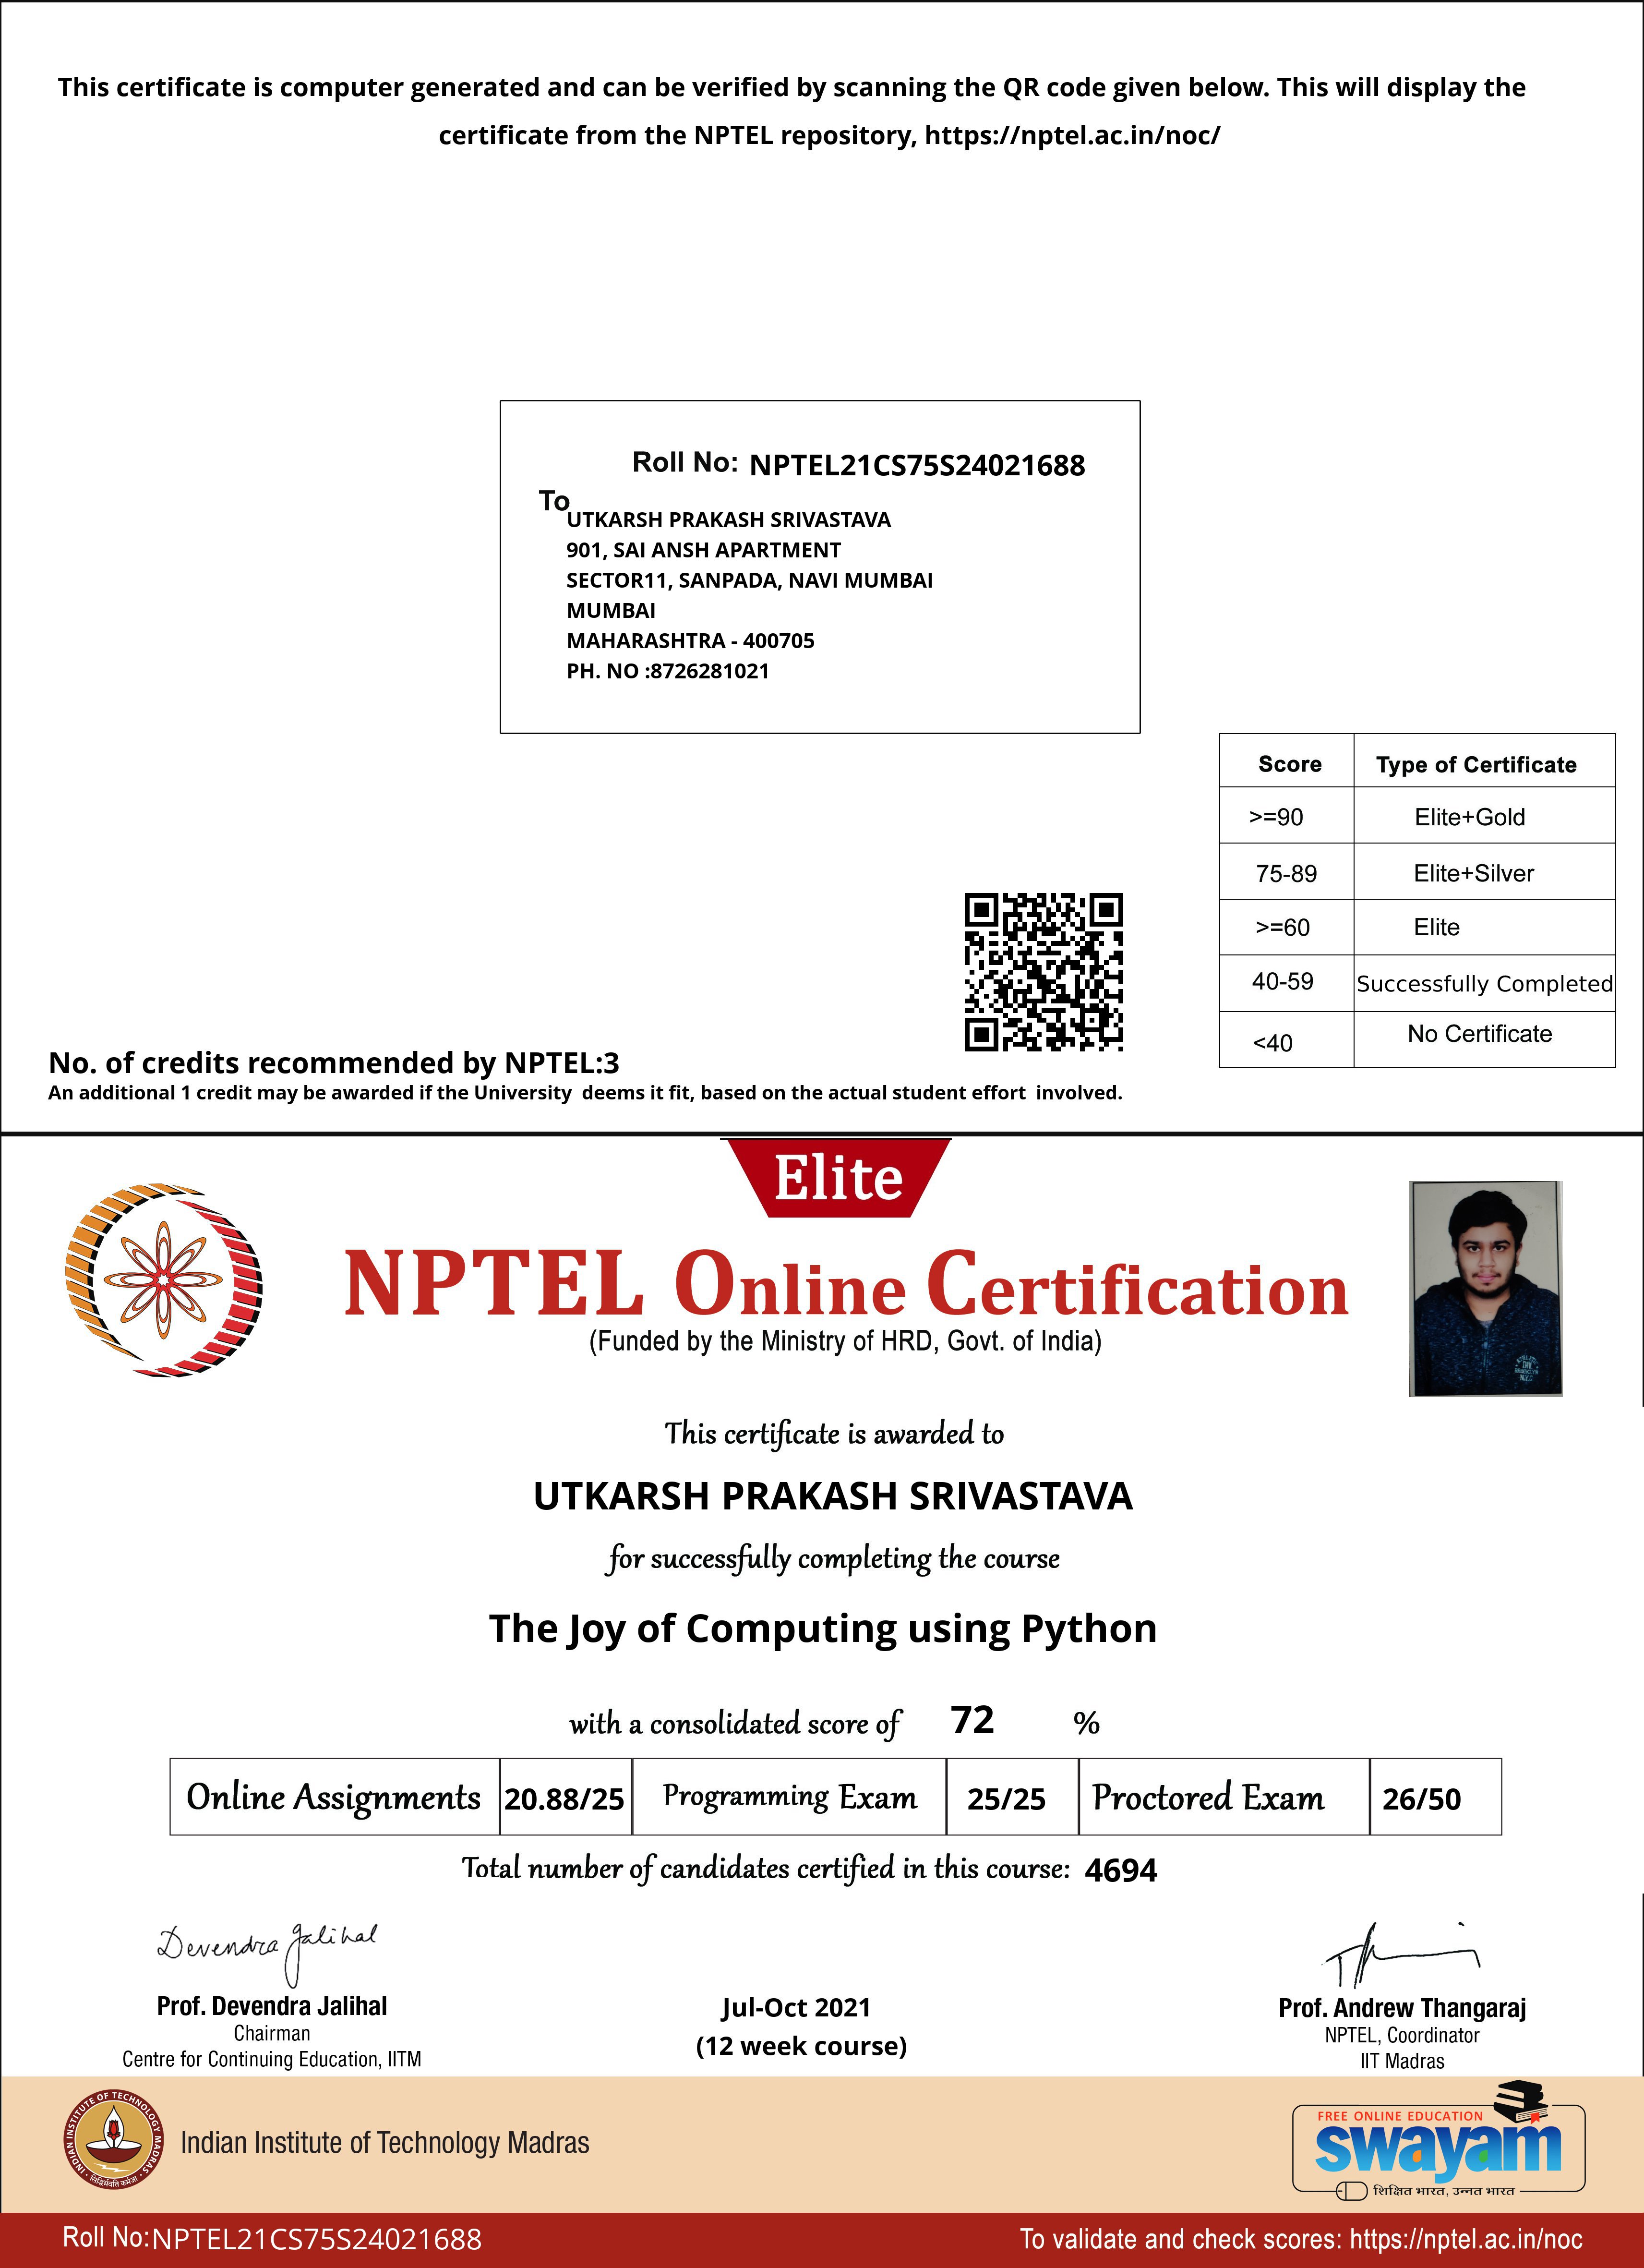 This certificate is computer generated and can be verified by scanning the QR code given below. This will display the
certificate from the NPTEL repository, https://nptel.ac.in/noc/
Roll No: NPTEL21CS75S24021688
To
UTKARSH PRAKASH SRIVASTAVA
901, SAI ANSH APARTMENT
SECTOR11, SANPADA, NAVI MUMBAI
MUMBAI
MAHARASHTRA - 400705
PH. NO :8726281021
Score Type of Certificate
>=90 Elite+Gold
75-89 Elite+Silver
>=60 Elite
40-59 Successfully Completed
<40 No Certificate
No. of credits recommended by NPTEL:3
An additional 1 credit may be awarded if the University deems it fit, based on the actual student effort involved.
Elite
NPTEL Online Certification
(Funded by the Ministry of HRD, Govt. of India)
This certificate is awarded to
UTKARSH PRAKASH SRIVASTAVA
for successfully completing the course
The Joy of Computing using Python
with a consolidated score of 72 %
Online Assignments 20.88/25 Programming Exam 25/25 Proctored Exam 26/50
Total number of candidates certified in this course: 4694
Devendra Jalihal
Prof. Devendra Jalihal
Chairman
Centre for Continuing Education, IITM
Jul-Oct 2021
(12 week course)
Prof. Andrew Thangaraj
NPTEL, Coordinator
IIT Madras
INDIAN INSTITUTE OF TECHNOLOGY MADRAS
सिद्धिर्भवति कर्मजा
Indian Institute of Technology Madras
FREE ONLINE EDUCATION
swayam
शिक्षित भारत, उन्नत भारत
Roll No:NPTEL21CS75S24021688
To validate and check scores: https://nptel.ac.in/noc